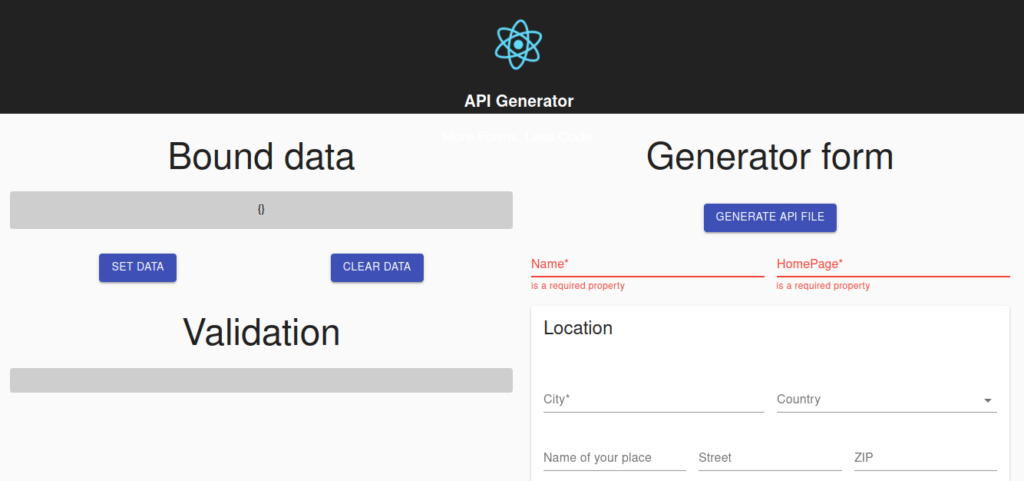 API Generator
More Forms. Less Code.
Bound data
{}
SET DATA
CLEAR DATA
Validation
Generator form
GENERATE API FILE
Name*
is a required property
HomePage*
is a required property
Location
City*
Country
Name of your place
Street
ZIP